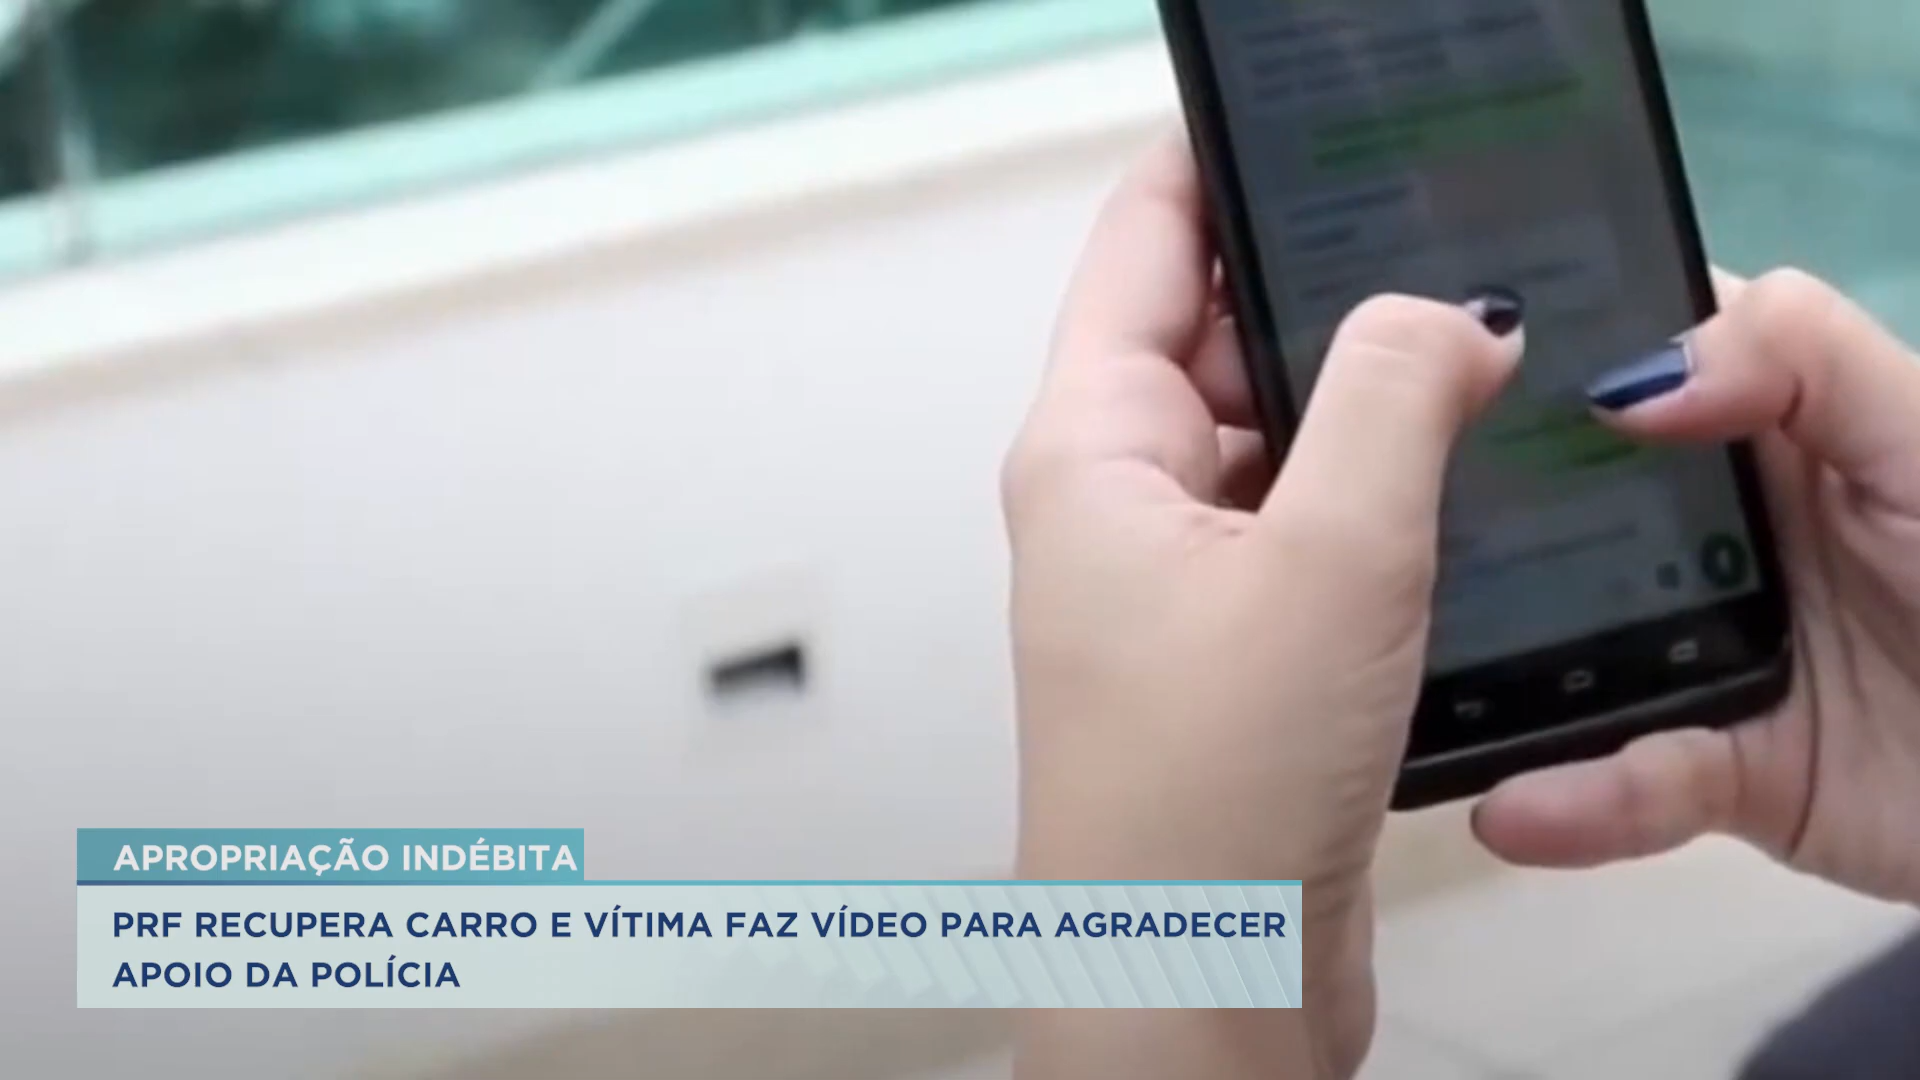 APROPRIAÇÃO INDÉBITA
PRF RECUPERA CARRO E VÍTIMA FAZ VÍDEO PARA AGRADECER
APOIO DA POLÍCIA